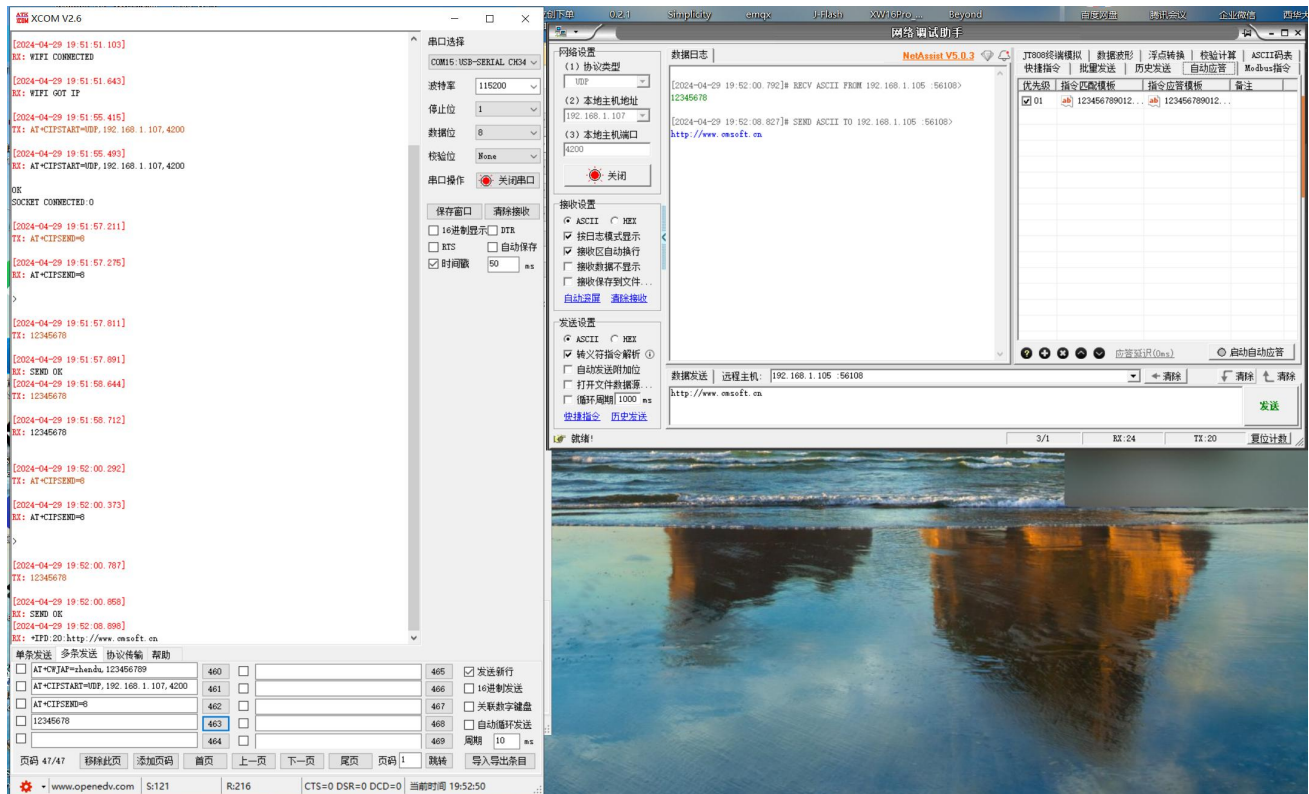 XCOM V2.6
[2024-04-29 19:51:51.103]
RX: WIFI CONNECTED
[2024-04-29 19:51:51.643]
RX: WIFI GOT IP
[2024-04-29 19:51:55.415]
TX: AT+CIPSTART=UDP,192.168.1.107,4200
[2024-04-29 19:51:55.493]
RX: AT+CIPSTART=UDP,192.168.1.107,4200
OK
SOCKET CONNECTED:0
[2024-04-29 19:51:57.211]
TX: AT+CIPSEND=8
[2024-04-29 19:51:57.275]
RX: AT+CIPSEND=8
>
[2024-04-29 19:51:57.811]
TX: 12345678
[2024-04-29 19:51:57.891]
RX: SEND OK
[2024-04-29 19:51:58.644]
TX: 12345678
[2024-04-29 19:51:58.712]
RX: 12345678
[2024-04-29 19:52:00.292]
TX: AT+CIPSEND=8
[2024-04-29 19:52:00.373]
RX: AT+CIPSEND=8
>
[2024-04-29 19:52:00.787]
TX: 12345678
[2024-04-29 19:52:00.858]
RX: SEND OK
[2024-04-29 19:52:08.898]
RX: +IPD:20:http://www.cmsoft.cn
串口选择
COM15:USB-SERIAL CH34
波特率 115200
停止位 1
数据位 8
校验位 None
串口操作 关闭串口
保存窗口 清除接收
16进制显示 DTR
RTS 自动保存
时间戳 50 ms
单条发送 多条发送 协议传输 帮助
AT+CWJAP=zhendu,123456789 460 465 发送新行
AT+CIPSTART=UDP,192.168.1.107,4200 461 466 16进制发送
AT+CIPSEND=8 462 467 关联数字键盘
12345678 463 468 自动循环发送
464 469 周期 10 ms
页码 47/47 移除此页 添加页码 首页 上一页 下一页 尾页 页码 1 跳转 导入导出条目
www.openedv.com S:121 R:216 CTS=0 DSR=0 DCD=0 当前时间 19:52:50
创下单 0.2.1 Simplicity emqx J-Flash XW16Pro_... Beyond 百度网盘 腾讯会议 企业微信 西华大
网络调试助手
网络设置
(1) 协议类型
UDP
(2) 本地主机地址
192.168.1.107
(3) 本地主机端口
4200
关闭
接收设置
ASCII HEX
按日志模式显示
接收区自动换行
接收数据不显示
接收保存到文件...
自动滚屏 清除接收
发送设置
ASCII HEX
转义符指令解析
自动发送附加位
打开文件数据源...
循环周期 1000 ms
快捷指令 历史发送
数据日志 NetAssist V5.0.3
[2024-04-29 19:52:00.792]# RECV ASCII FROM 192.168.1.105 :56108>
12345678
[2024-04-29 19:52:08.827]# SEND ASCII TO 192.168.1.105 :56108>
http://www.cmsoft.cn
JT808终端模拟 数据波形 浮点转换 校验计算 ASCII码表
快捷指令 批量发送 历史发送 自动应答 Modbus指令
优先级 指令匹配模板 指令应答模板 备注
01 123456789012... 123456789012...
应答延迟(0ms) 启动自动应答
数据发送 远程主机: 192.168.1.105 :56108 清除 清除 清除
http://www.cmsoft.cn
发送
就绪! 3/1 RX:24 TX:20 复位计数